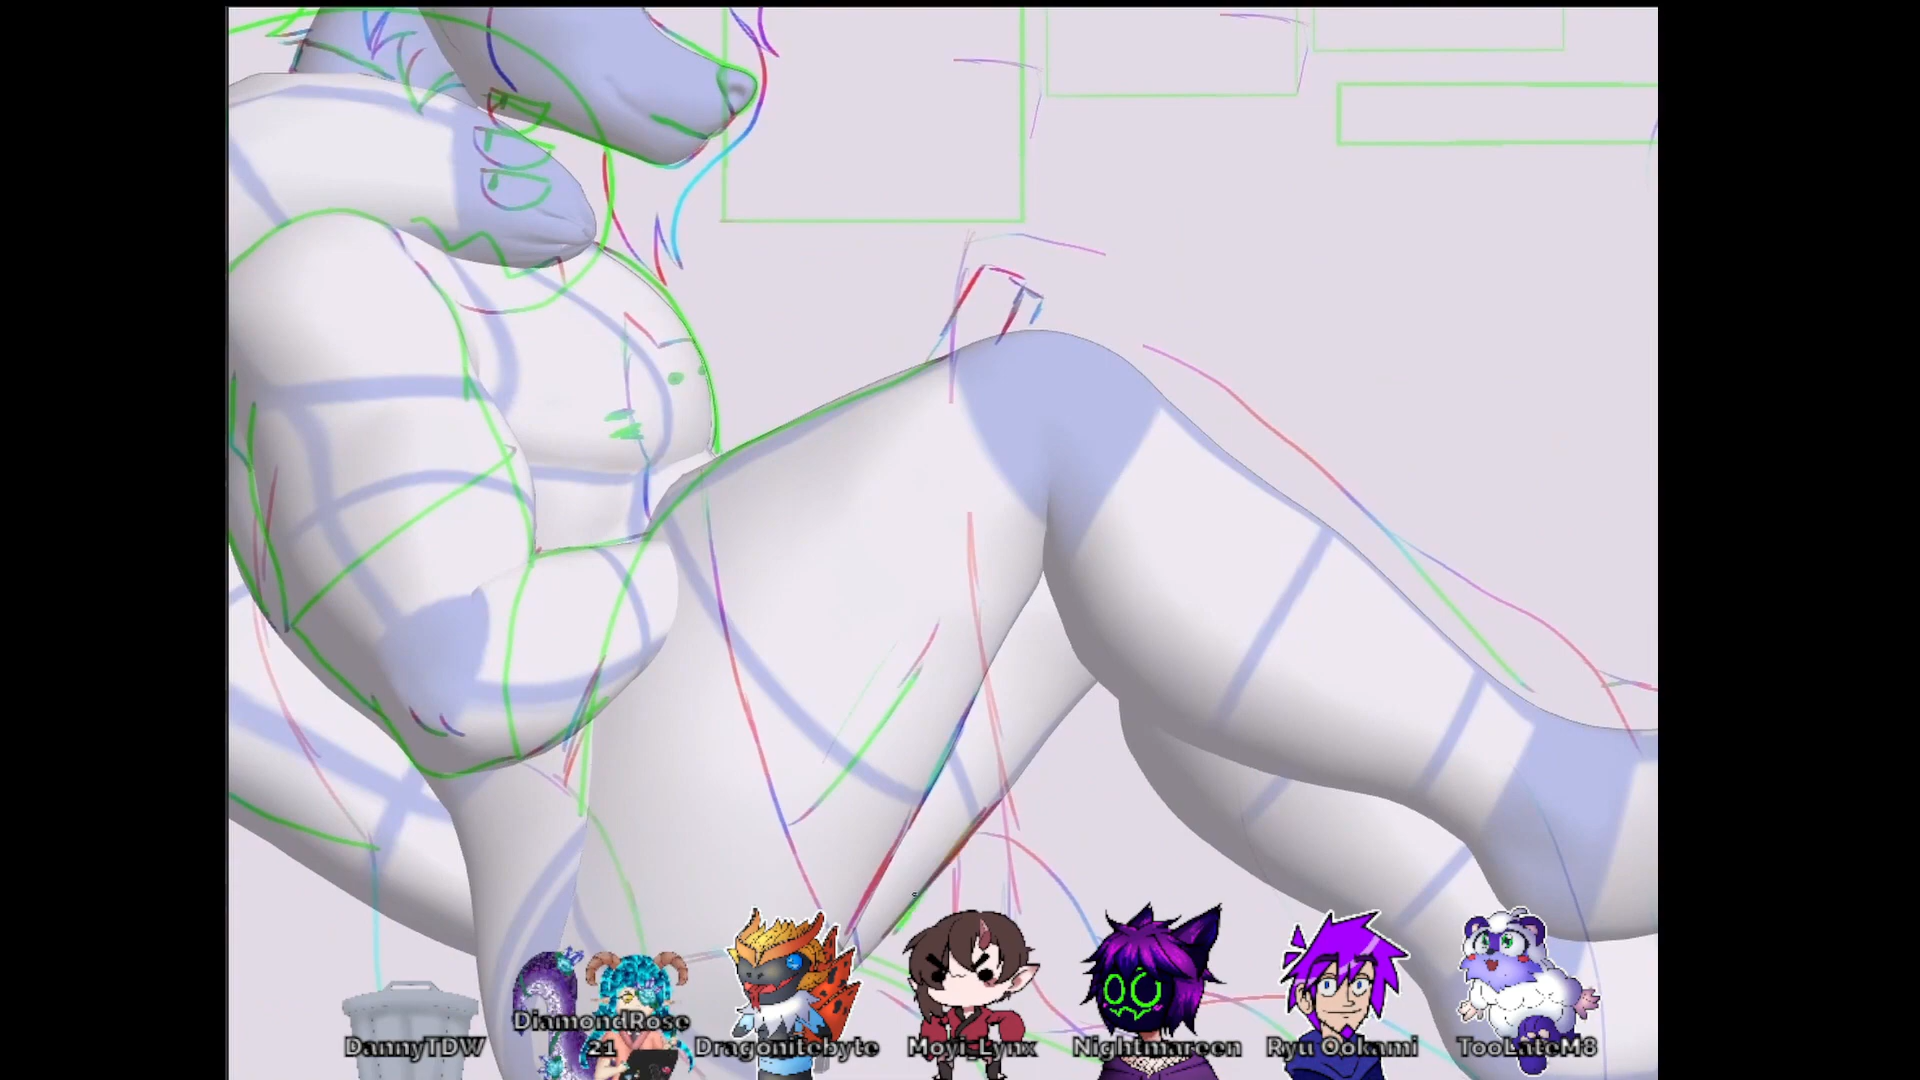 DannyTDW
DiamondRose
21
Dragonitebyte
Moyi_Lynx
Nightmareen
Ryu Ookami
TooLateM8